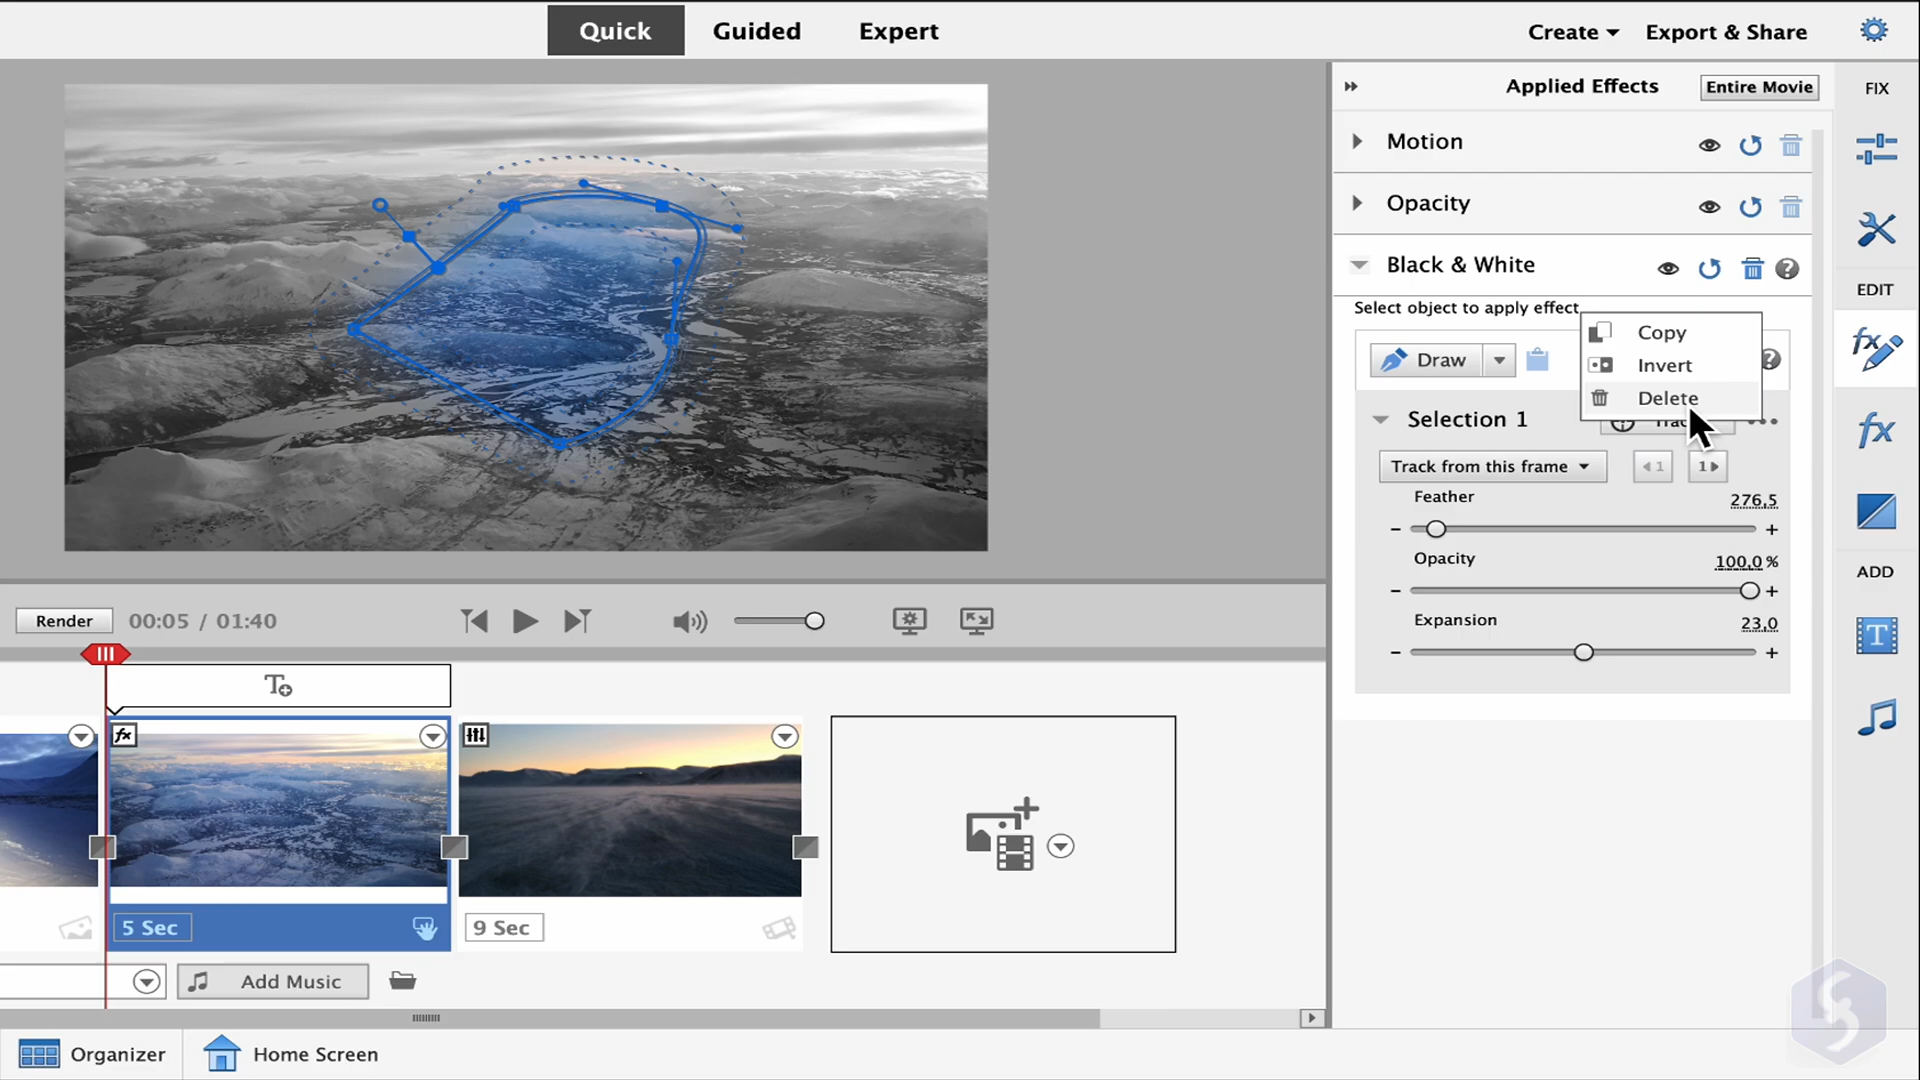 Quick
Guided
Expert
Create
Export & Share
Applied Effects
Entire Movie
FIX
Motion
Opacity
Black & White
EDIT
Select object to apply effect
Copy
Draw
Invert
Delete
Selection 1
Track from this frame
1
1
Feather
276,5
- +
Opacity
100,0 %
- +
Expansion
23,0
- +
ADD
Render
00:05 / 01:40
5 Sec
9 Sec
Add Music
Organizer
Home Screen